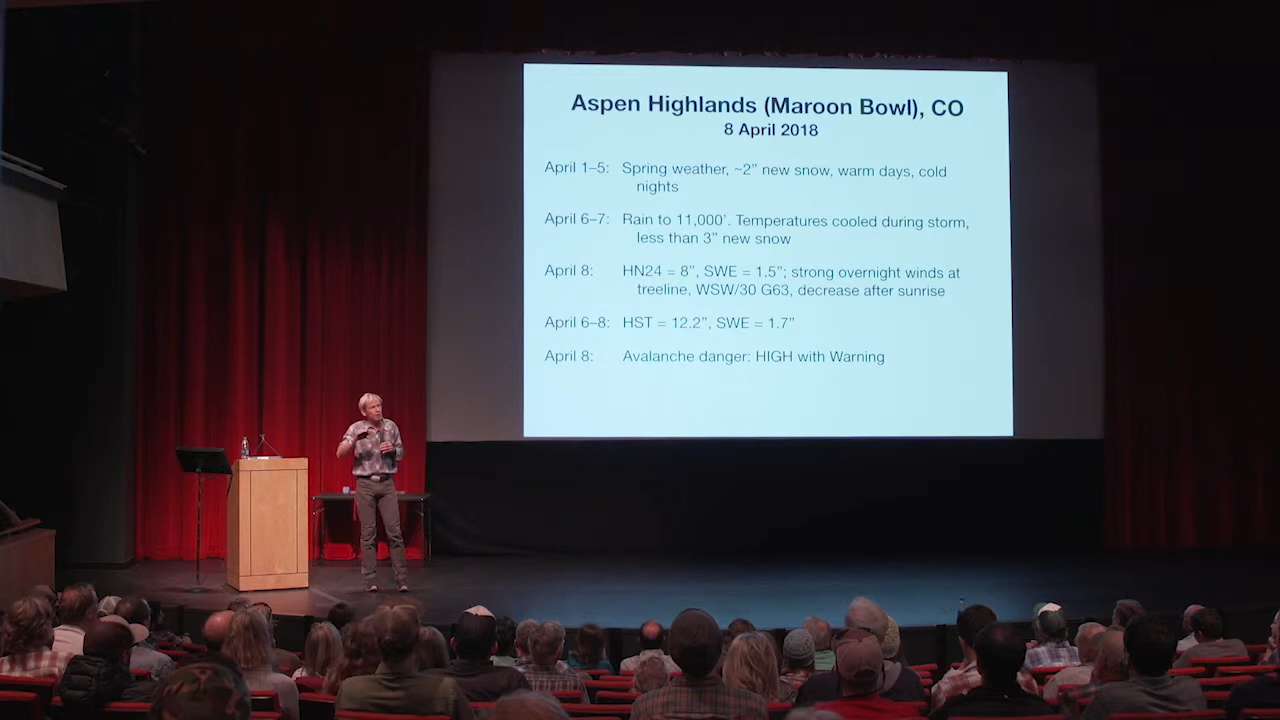 Aspen Highlands (Maroon Bowl), CO
8 April 2018
April 1–5: Spring weather, ~2” new snow, warm days, cold
nights
April 6–7: Rain to 11,000’. Temperatures cooled during storm,
less than 3” new snow
April 8: HN24 = 8”, SWE = 1.5”; strong overnight winds at
treeline, WSW/30 G63, decrease after sunrise
April 6–8: HST = 12.2”, SWE = 1.7”
April 8: Avalanche danger: HIGH with Warning